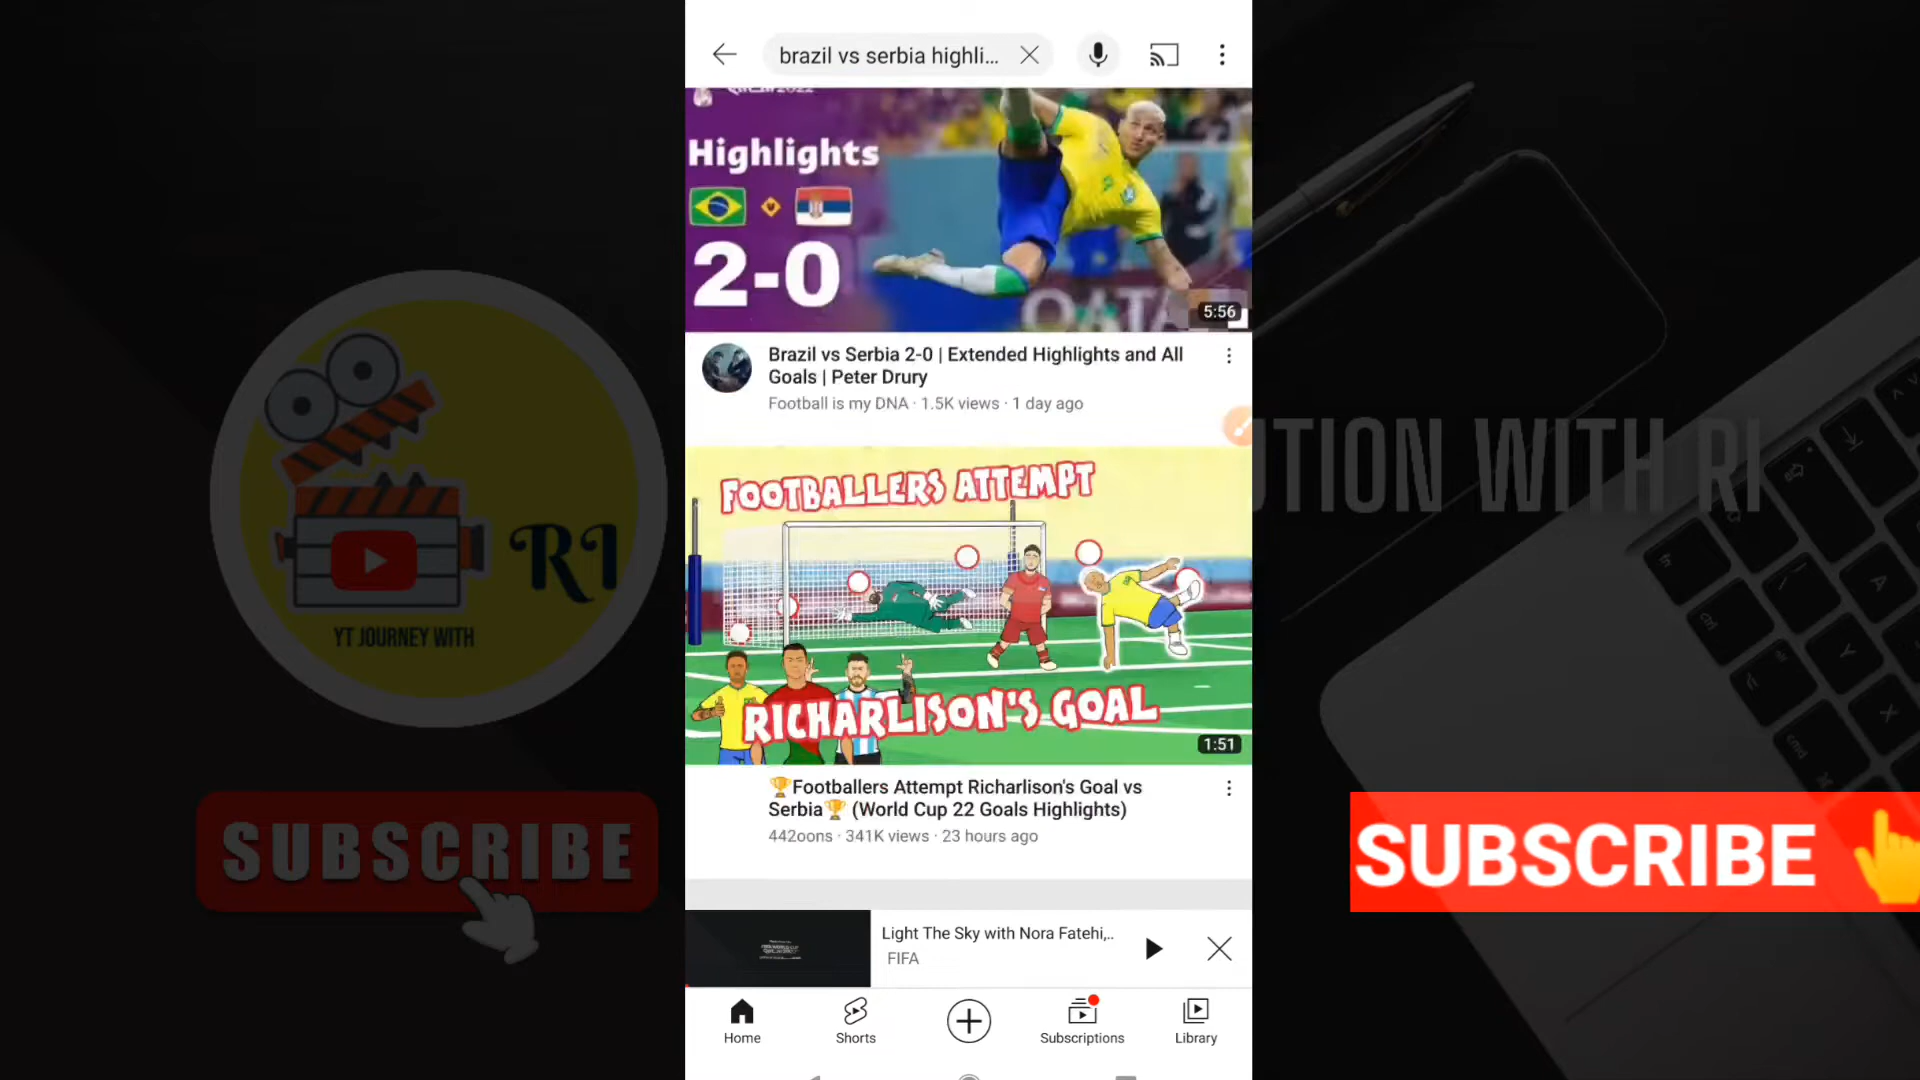 brazil vs serbia highli...
Highlights
2-0
QATA
5:56
Brazil vs Serbia 2-0 | Extended Highlights and All
Goals | Peter Drury
Football is my DNA · 1.5K views · 1 day ago
UTION WITH RI
FOOTBALLERS ATTEMPT
RI
YT JOURNEY WITH
RICHARLISON'S GOAL
1:51
🏆Footballers Attempt Richarlison's Goal vs
Serbia🏆 (World Cup 22 Goals Highlights)
442oons · 341K views · 23 hours ago
SUBSCRIBE
SUBSCRIBE
Light The Sky with Nora Fatehi,..
FIFA
Home
Shorts
Subscriptions
Library